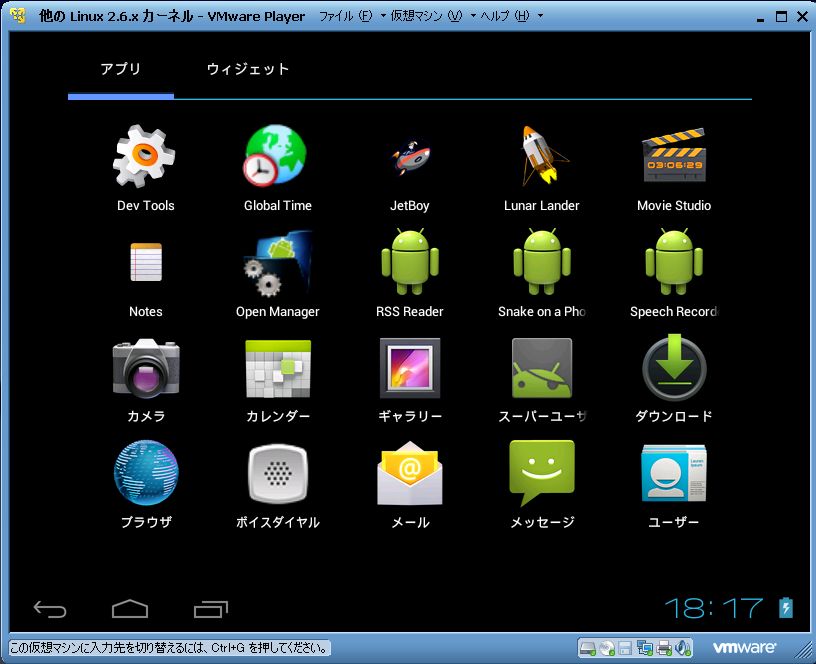 他の Linux 2.6.x カーネル - VMware Player ファイル (F) 仮想マシン (V) ヘルプ (H)
アプリ ウィジェット
03:06:29
Dev Tools Global Time JetBoy Lunar Lander Movie Studio
Notes Open Manager RSS Reader Snake on a Pho Speech Record
カメラ カレンダー ギャラリー スーパーユーザ ダウンロード
@
ブラウザ ボイスダイヤル メール メッセージ ユーザー
18:17
この仮想マシンに入力先を切り替えるには、Ctrl+G を押してください。 vmware